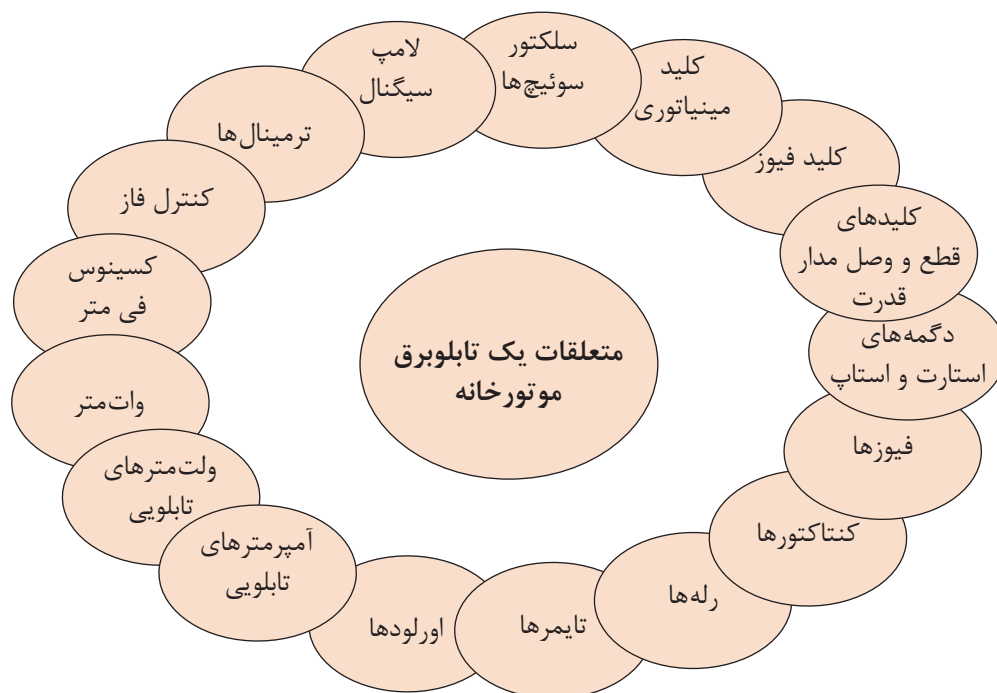 متعلقات یک تابلوبرق
موتورخانه
سلکتور
سوئیچ‌ها
کلید
مینیاتوری
کلید فیوز
کلیدهای
قطع و وصل مدار
قدرت
دگمه‌های
استارت و استاپ
فیوزها
کنتاکتورها
رله‌ها
تایمرها
اورلودها
آمپرمترهای
تابلویی
ولت‌مترهای
تابلویی
وات‌متر
کسینوس
فی متر
کنترل فاز
ترمینال‌ها
لامپ
سیگنال